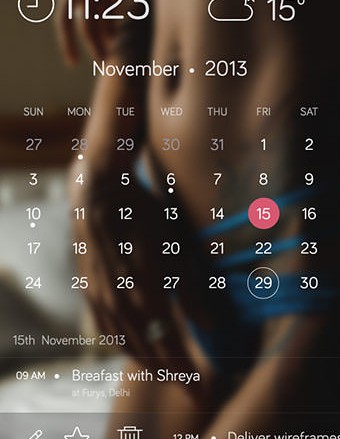 11:23 15°
November • 2013
SUN MON TUE WED THU FRI SAT
27 28 29 30 31 1 2
3 4 5 6 7 8 9
10 11 12 13 14 15 16
17 18 19 20 21 22 23
24 25 26 27 28 29 30
15th November 2013
09 AM • Breafast with Shreya
at Furys, Delhi
12 PM • Deliver wireframes